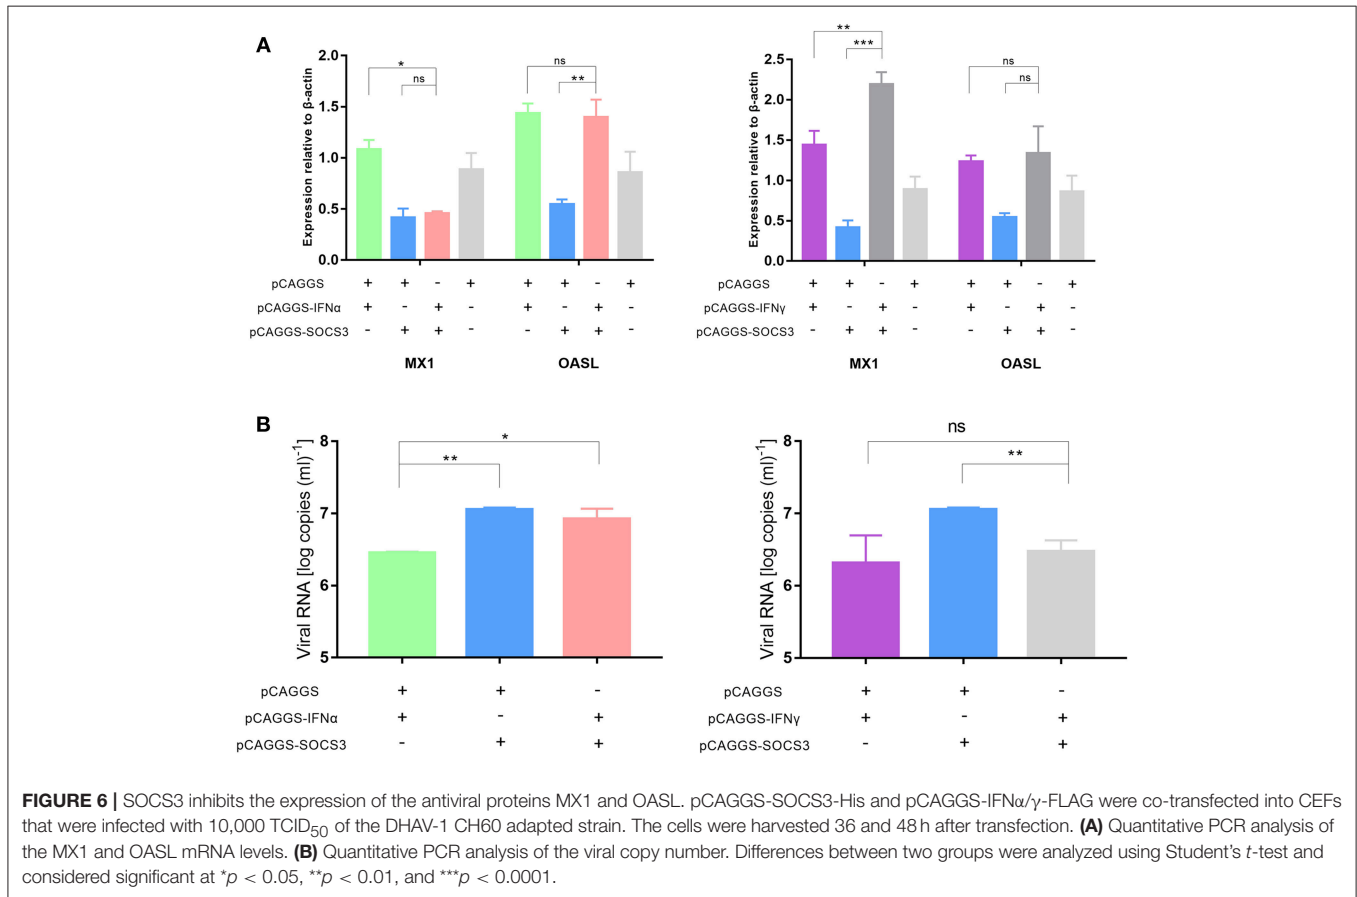 A
Expression relative to β-actin
2.0
1.5
1.0
0.5
0.0
*
ns
ns
**
pCAGGS + + - + + + - +
pCAGGS-IFNα + - + - + - + -
pCAGGS-SOCS3 - + + - - + + -
MX1 OASL
Expression relative to β-actin
2.5
2.0
1.5
1.0
0.5
0.0
**
***
ns
ns
pCAGGS + + - + + + - +
pCAGGS-IFNγ + - + - + - + -
pCAGGS-SOCS3 - + + - - + + -
MX1 OASL
B
Viral RNA [log copies (ml)⁻¹]
8
7
6
5
*
**
pCAGGS + + -
pCAGGS-IFNα + - +
pCAGGS-SOCS3 - + +
Viral RNA [log copies (ml)⁻¹]
8
7
6
5
ns
**
pCAGGS + + -
pCAGGS-IFNγ + - +
pCAGGS-SOCS3 - + +
FIGURE 6 | SOCS3 inhibits the expression of the antiviral proteins MX1 and OASL. pCAGGS-SOCS3-His and pCAGGS-IFNα/γ-FLAG were co-transfected into CEFs
that were infected with 10,000 TCID₅₀ of the DHAV-1 CH60 adapted strain. The cells were harvested 36 and 48 h after transfection. (A) Quantitative PCR analysis of
the MX1 and OASL mRNA levels. (B) Quantitative PCR analysis of the viral copy number. Differences between two groups were analyzed using Student's t-test and
considered significant at *p < 0.05, **p < 0.01, and ***p < 0.0001.